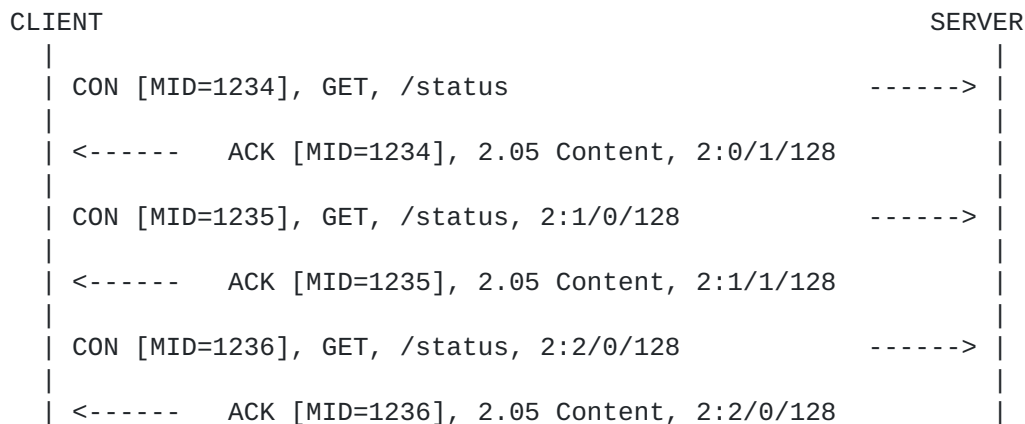 CLIENT                                                     SERVER
  |                                                            |
  | CON [MID=1234], GET, /status                       ------> |
  |                                                            |
  | <------   ACK [MID=1234], 2.05 Content, 2:0/1/128          |
  |                                                            |
  | CON [MID=1235], GET, /status, 2:1/0/128            ------> |
  |                                                            |
  | <------   ACK [MID=1235], 2.05 Content, 2:1/1/128          |
  |                                                            |
  | CON [MID=1236], GET, /status, 2:2/0/128            ------> |
  |                                                            |
  | <------   ACK [MID=1236], 2.05 Content, 2:2/0/128          |